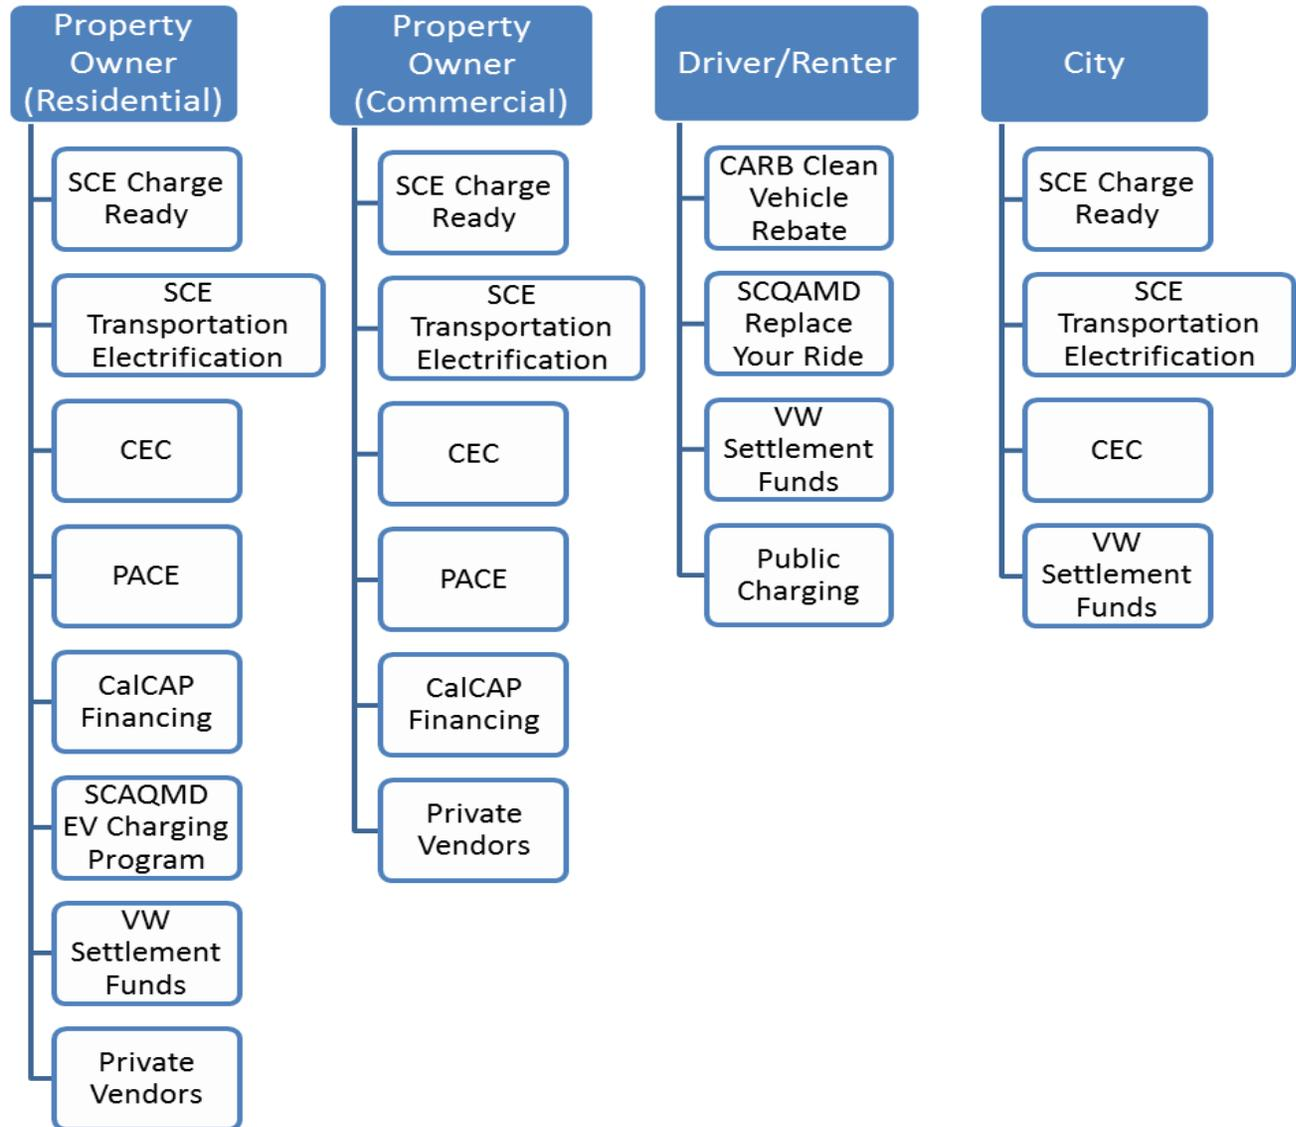 Property
Owner
(Residential)
SCE Charge
Ready
SCE
Transportation
Electrification
CEC
PACE
CalCAP
Financing
SCAQMD
EV Charging
Program
VW
Settlement
Funds
Private
Vendors
Property
Owner
(Commercial)
SCE Charge
Ready
SCE
Transportation
Electrification
CEC
PACE
CalCAP
Financing
Private
Vendors
Driver/Renter
CARB Clean
Vehicle
Rebate
SCQAMD
Replace
Your Ride
VW
Settlement
Funds
Public
Charging
City
SCE Charge
Ready
SCE
Transportation
Electrification
CEC
VW
Settlement
Funds